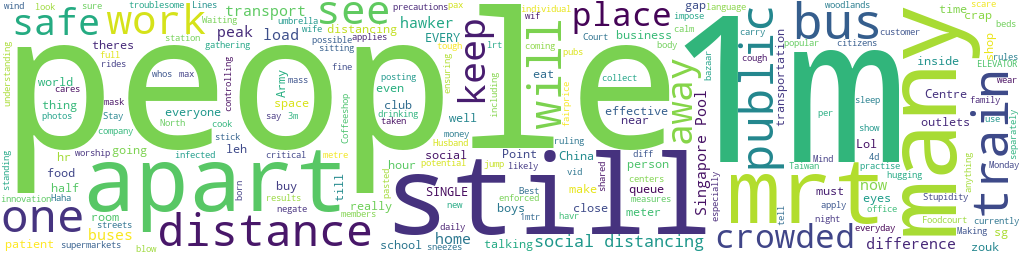 people
still
1m
apart
many
mrt
distance
one
will
bus
public
train
see
work
safe
place
keep
away
crowded
social distancing
Singapore Pool
wind
look
sure
troublesome
Lines
precautions
pax
individual
language
woodlands
Waiting
umbrella
wife
wif
gap
impose
calm
transport
hawker
distancing
Court
business
body
carry
popular
citizens
customer
time
crap
beds
score
station
possible
applies
tough
pubs
coming
gathering
sitting
peak
load
EVERY
theres
full
rides
whos
max
controlling
Army
mass
fine
lrt
ensuring
including
eat
bazaar
cough
transportation
inside
shop
rules
ELEVATOR
anything
wear
world
cares
mask
thing
photos
Stay
everyone
space
say
3m
posting
even
club
drinking
taken
Coffeeshop
collect
fairprice
effective
near
per
sleep
show
Centre
outlets
family
use
separately
company
North
cook
stick
going
leh
well
money
Husband
ruling
Lol
4d
Monday
understanding
hr
worship
infected
critical
metre
potential
hour
social
Point
likely
China
diff
person
Taiwan
Mind
practise
hugging
standing
food
born
buy
till
really
jump
vid
shared
centers
especially
must
now
eyes
office
Stupidity
innovation
Haha
half
results
negate
members
pasted
SINGLE
Best
enforced
make
measures
queue
tell
apply
night
Foodcourt
Making
currently
room
streets
boys
new
1mtr
havr
close
meter
everyday
sg
patient
buses
supermarkets
blow
school
sneezes
daily
home
talking
difference
zouk